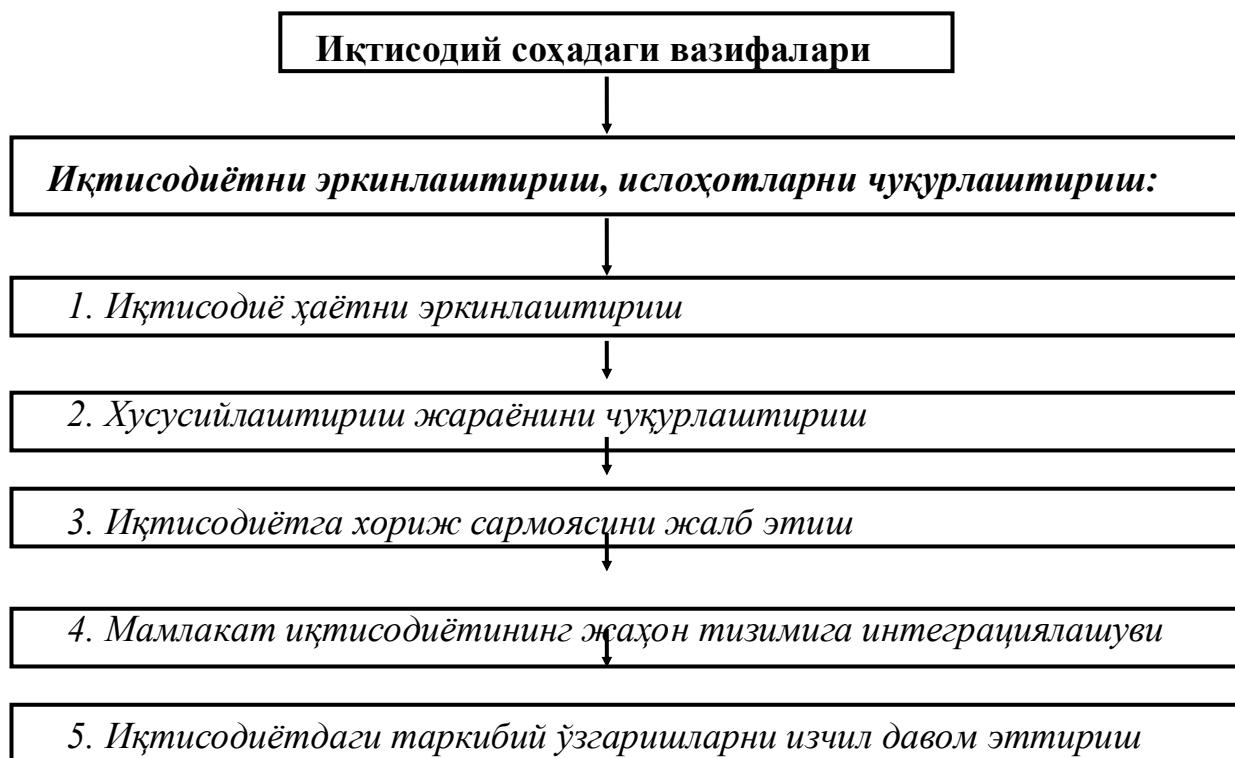 Иқтисодий соҳадаги вазифалари
Иқтисодиётни эркинлаштириш, ислоҳотларни чуқурлаштириш:
1. Иқтисодиё ҳаётни эркинлаштириш
2. Хусусийлаштириш жараёнини чуқурлаштириш
3. Иқтисодиётга хориж сармоясини жалб этиш
4. Мамлакат иқтисодиётининг жаҳон тизимига интеграциялашуви
5. Иқтисодиётдаги таркибий ўзгаришларни изчил давом эттириш